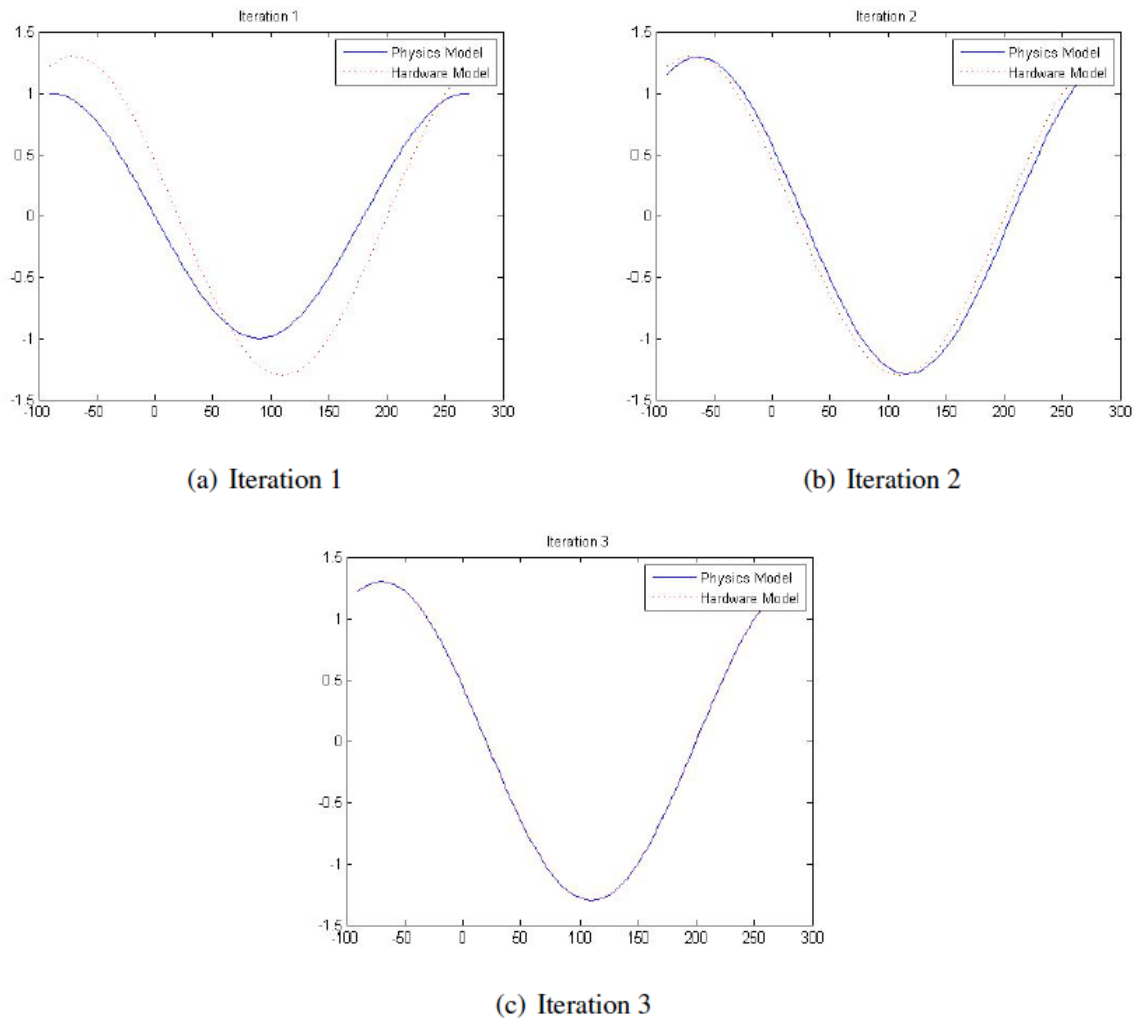 Iteration 1
1.5
1
0.5
0
-0.5
-1
-1.5
-100 -50 0 50 100 150 200 250 300
Physics Model
Hardware Model
(a) Iteration 1
Iteration 2
1.5
1
0.5
0
-0.5
-1
-1.5
-100 -50 0 50 100 150 200 250 300
Physics Model
Hardware Model
(b) Iteration 2
Iteration 3
1.5
1
0.5
0
-0.5
-1
-1.5
-100 -50 0 50 100 150 200 250 300
Physics Model
Hardware Model
(c) Iteration 3